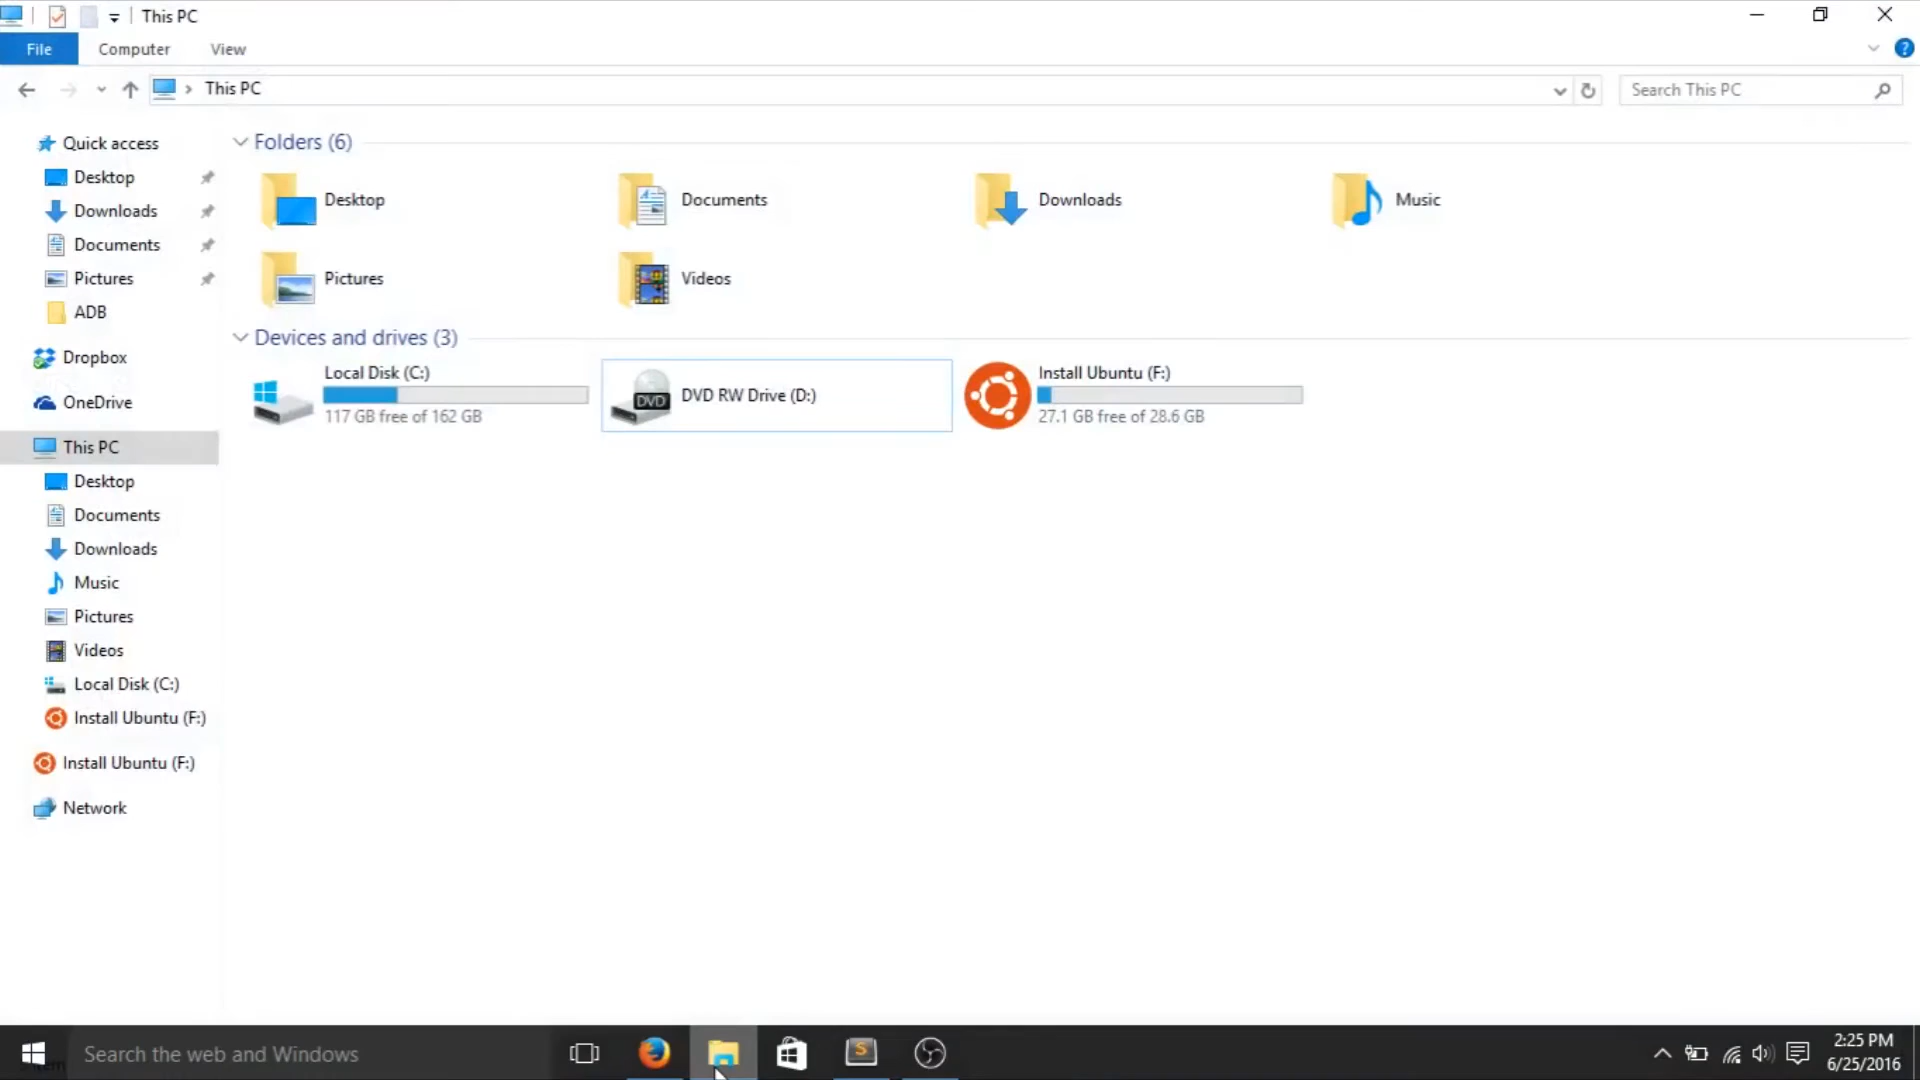 This PC
File Computer View
This PC
Search This PC
Quick access
Desktop
Downloads
Documents
Pictures
ADB
Dropbox
OneDrive
This PC
Desktop
Documents
Downloads
Music
Pictures
Videos
Local Disk (C:)
Install Ubuntu (F:)
Install Ubuntu (F:)
Network
Folders (6)
Desktop
Documents
Downloads
Music
Pictures
Videos
Devices and drives (3)
Local Disk (C:)
117 GB free of 162 GB
DVD
DVD RW Drive (D:)
Install Ubuntu (F:)
27.1 GB free of 28.6 GB
Search the web and Windows
2:25 PM
6/25/2016